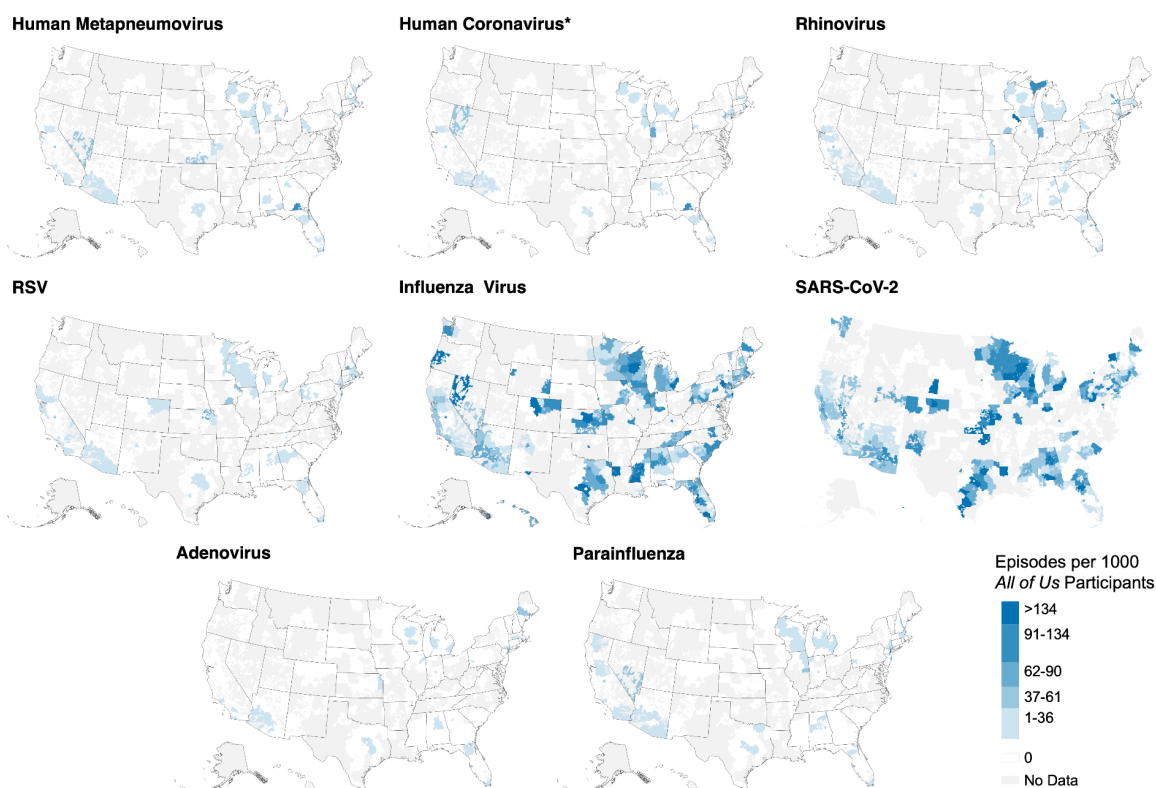 Human Metapneumovirus
Human Coronavirus*
Rhinovirus
RSV
Influenza Virus
SARS-CoV-2
Adenovirus
Parainfluenza
Episodes per 1000
All of Us Participants
>134
91-134
62-90
37-61
1-36
0
No Data